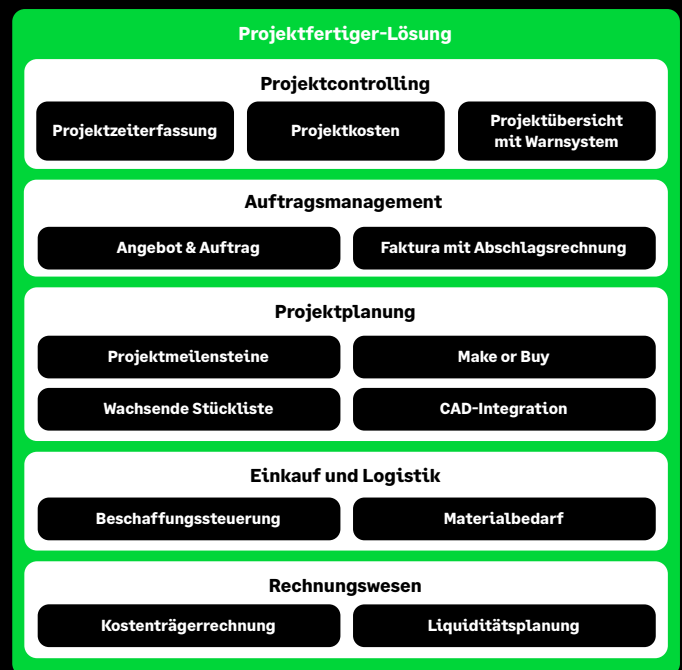 Projektfertiger-Lösung
Projektcontrolling
Projektzeiterfassung
Projektkosten
Projektübersicht
mit Warnsystem
Auftragsmanagement
Angebot & Auftrag
Faktura mit Abschlagsrechnung
Projektplanung
Projektmeilensteine
Make or Buy
Wachsende Stückliste
CAD-Integration
Einkauf und Logistik
Beschaffungssteuerung
Materialbedarf
Rechnungswesen
Kostenträgerrechnung
Liquiditätsplanung